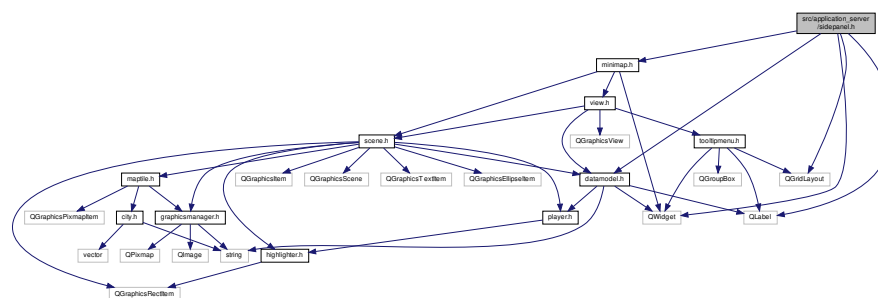 src/application_server
/sidepanel.h
minimap.h
view.h
scene.h
QGraphicsView
tooltipmenu.h
maptile.h
QGraphicsItem
QGraphicsScene
QGraphicsTextItem
QGraphicsEllipseItem
datamodel.h
QGroupBox
QGridLayout
QGraphicsPixmapItem
city.h
graphicsmanager.h
player.h
QWidget
QLabel
vector
QPixmap
QImage
string
highlighter.h
QGraphicsRectItem